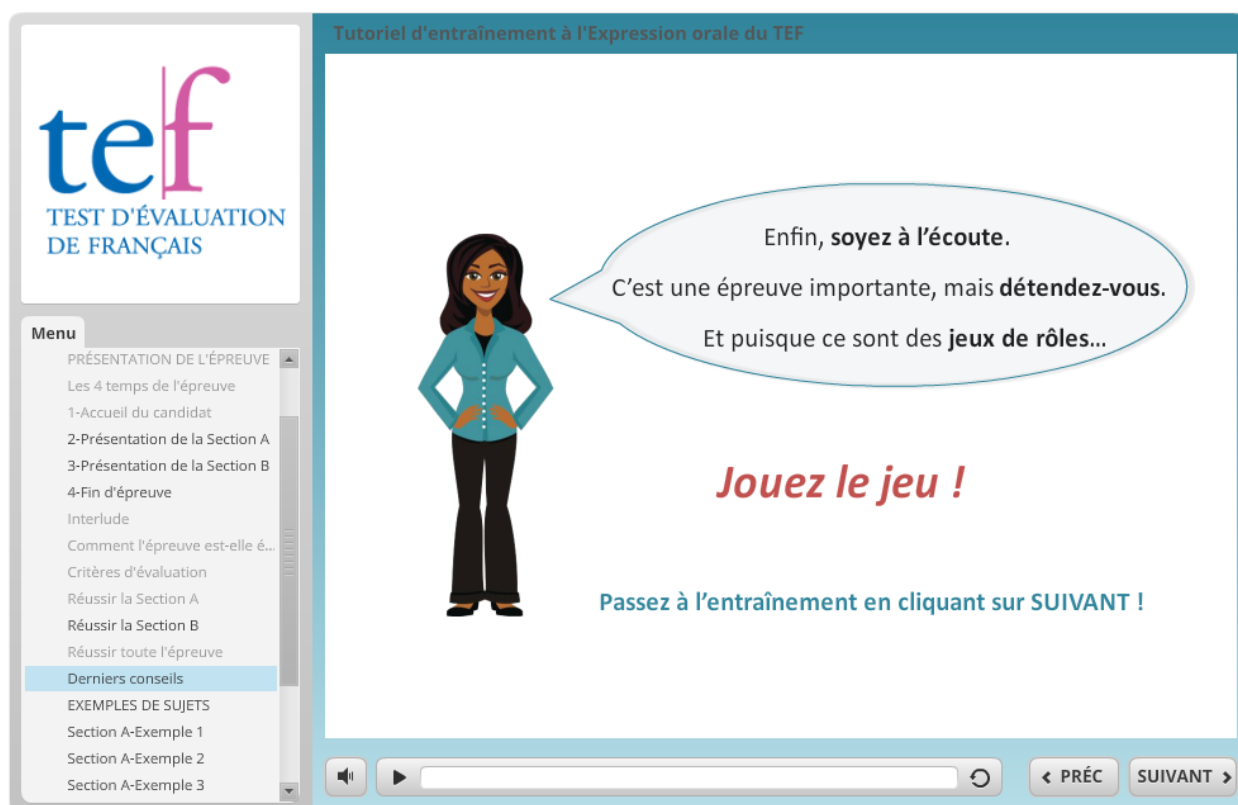 tef
TEST D'ÉVALUATION
DE FRANÇAIS
Menu
PRÉSENTATION DE L'ÉPREUVE
Les 4 temps de l'épreuve
1-Accueil du candidat
2-Présentation de la Section A
3-Présentation de la Section B
4-Fin d'épreuve
Interlude
Comment l'épreuve est-elle é...
Critères d'évaluation
Réussir la Section A
Réussir la Section B
Réussir toute l'épreuve
Derniers conseils
EXEMPLES DE SUJETS
Section A-Exemple 1
Section A-Exemple 2
Section A-Exemple 3
Tutoriel d'entraînement à l'Expression orale du TEF
Enfin, soyez à l’écoute.
C’est une épreuve importante, mais détendez-vous.
Et puisque ce sont des jeux de rôles...
Jouez le jeu !
Passez à l’entraînement en cliquant sur SUIVANT !
PRÉC
SUIVANT